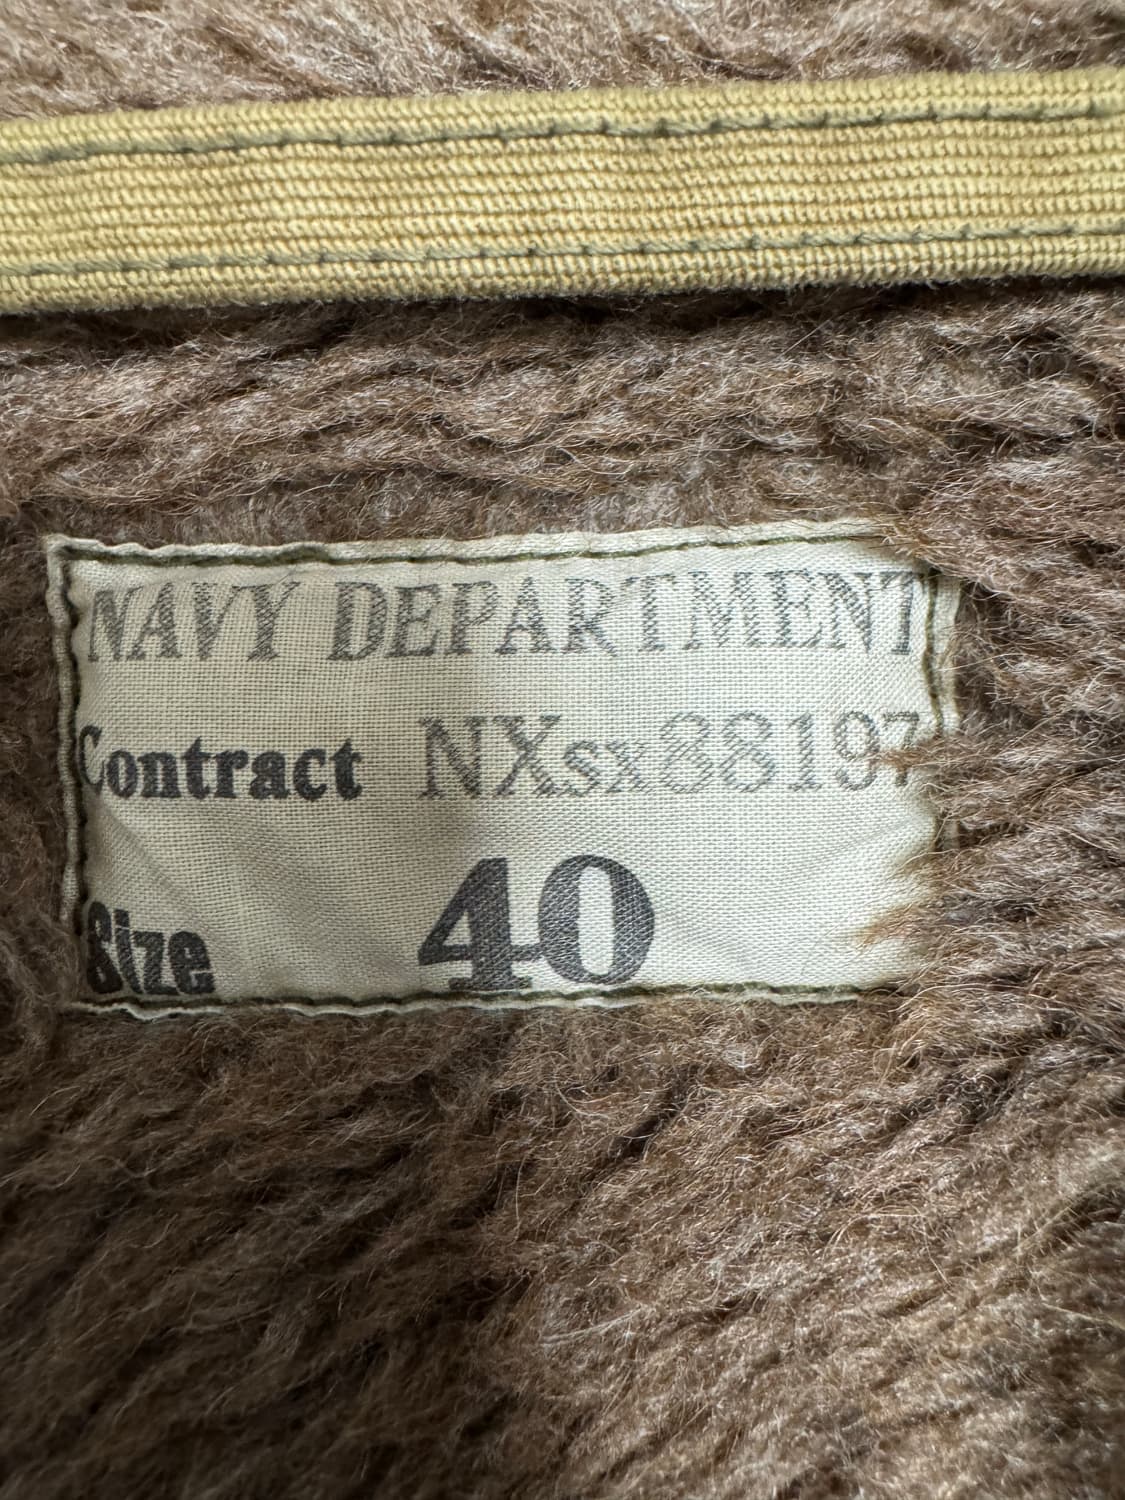 NAVY DEPARTMENT
Contract NXsx88197
Size 40